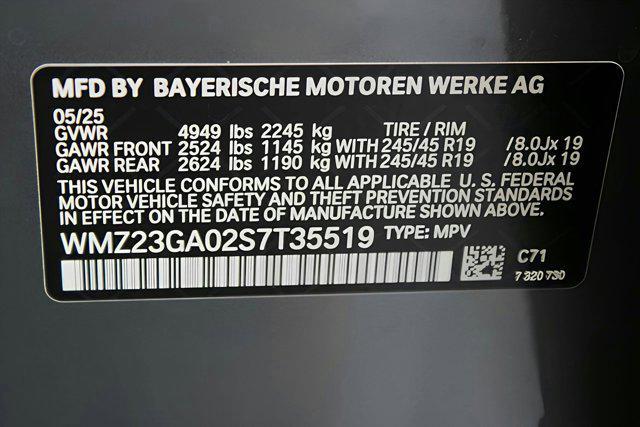 MFD BY BAYERISCHE MOTOREN WERKE AG
05/25
GVWR 4949 lbs 2245 kg TIRE / RIM
GAWR FRONT 2524 lbs 1145 kg WITH 245/45 R19 /8.0Jx 19
GAWR REAR 2624 lbs 1190 kg WITH 245/45 R19 /8.0Jx 19
THIS VEHICLE CONFORMS TO ALL APPLICABLE U. S. FEDERAL
MOTOR VEHICLE SAFETY AND THEFT PREVENTION STANDARDS
IN EFFECT ON THE DATE OF MANUFACTURE SHOWN ABOVE.
WMZ23GA02S7T35519 TYPE: MPV
C71
7 320 730